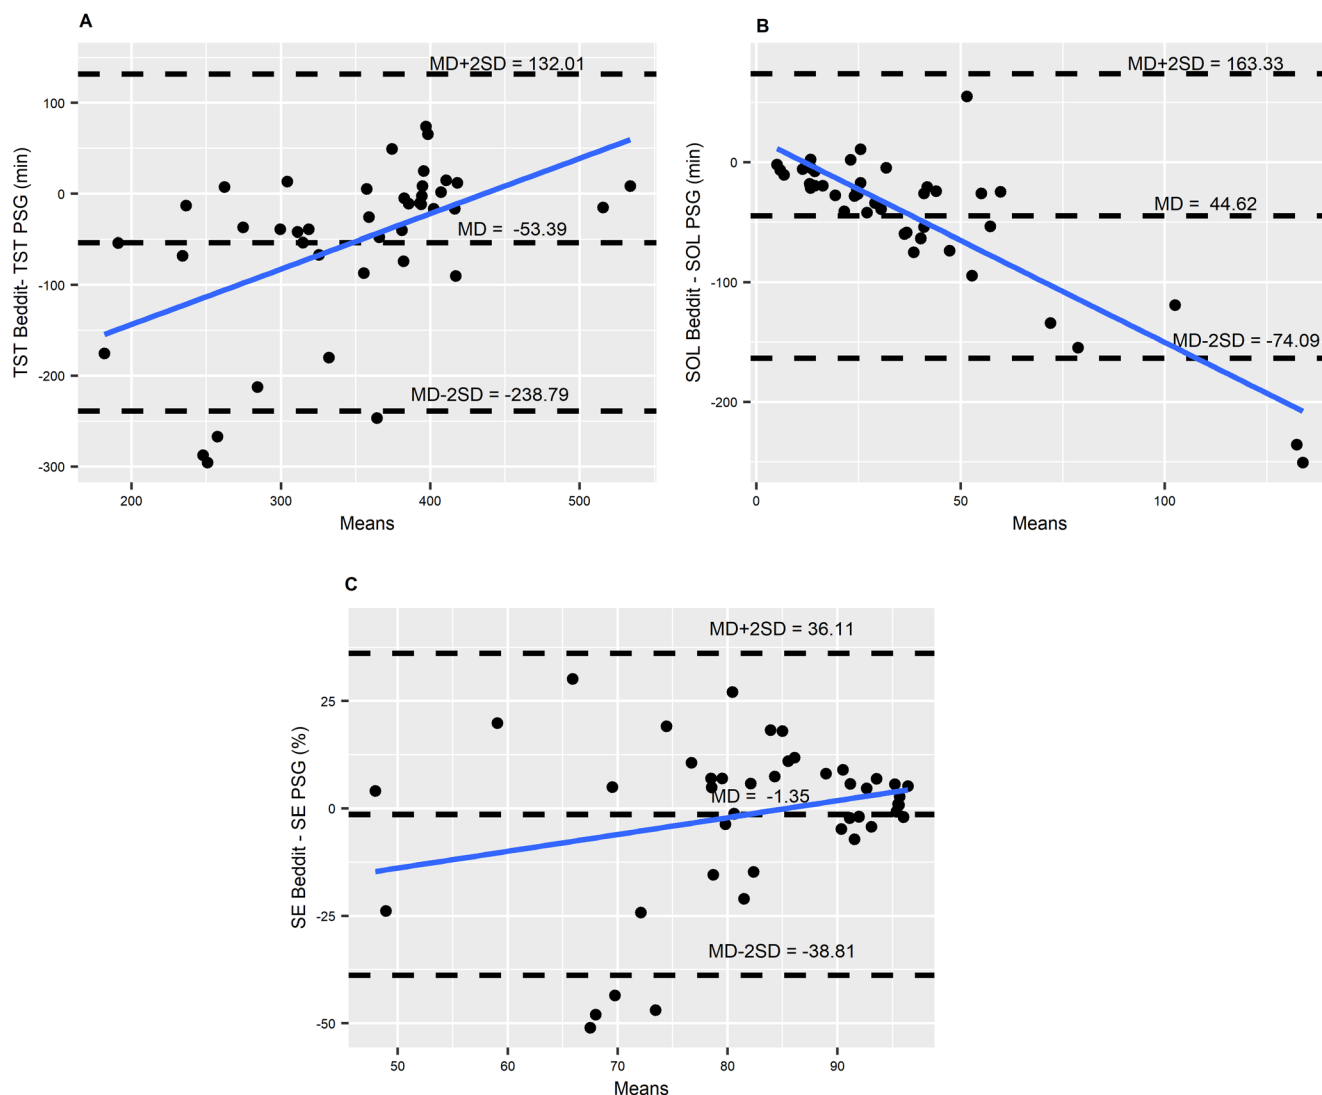 A
MD+2SD = 132.01
100
0
-100
-200
-300
TST Beddit- TST PSG (min)
MD = -53.39
MD-2SD = -238.79
200
300
400
500
Means
B
MD+2SD = 163.33
0
-100
-200
SOL Beddit - SOL PSG (min)
MD = 44.62
MD-2SD = -74.09
0
50
100
Means
C
MD+2SD = 36.11
25
0
-25
-50
SE Beddit - SE PSG (%)
MD = -1.35
MD-2SD = -38.81
50
60
70
80
90
Means